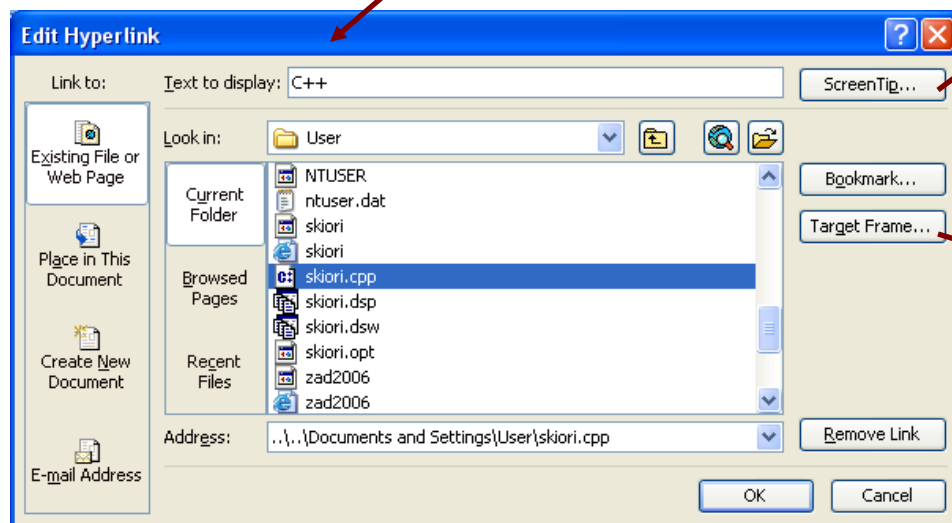 Edit Hyperlink
Link to:
Text to display: C++
ScreenTip...
Existing File or
Web Page
Look in: User
Current
Folder
NTUSER
ntuser.dat
skiori
skiori
skiori.cpp
skiori.dsp
skiori.dsw
skiori.opt
zad2006
zad2006
Bookmark...
Target Frame...
Place in This
Document
Browsed
Pages
Create New
Document
Recent
Files
E-mail Address
Address: ..\..\Documents and Settings\User\skiori.cpp
Remove Link
OK
Cancel